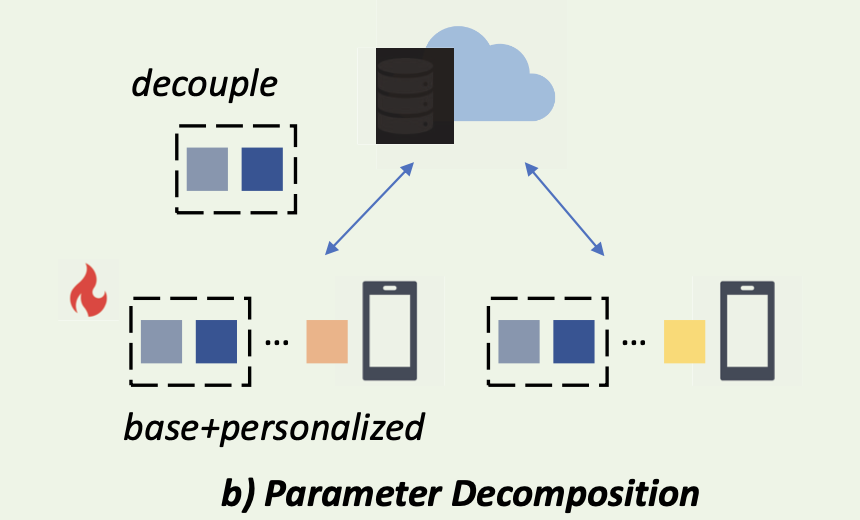 decouple
...
...
base+personalized
b) Parameter Decomposition